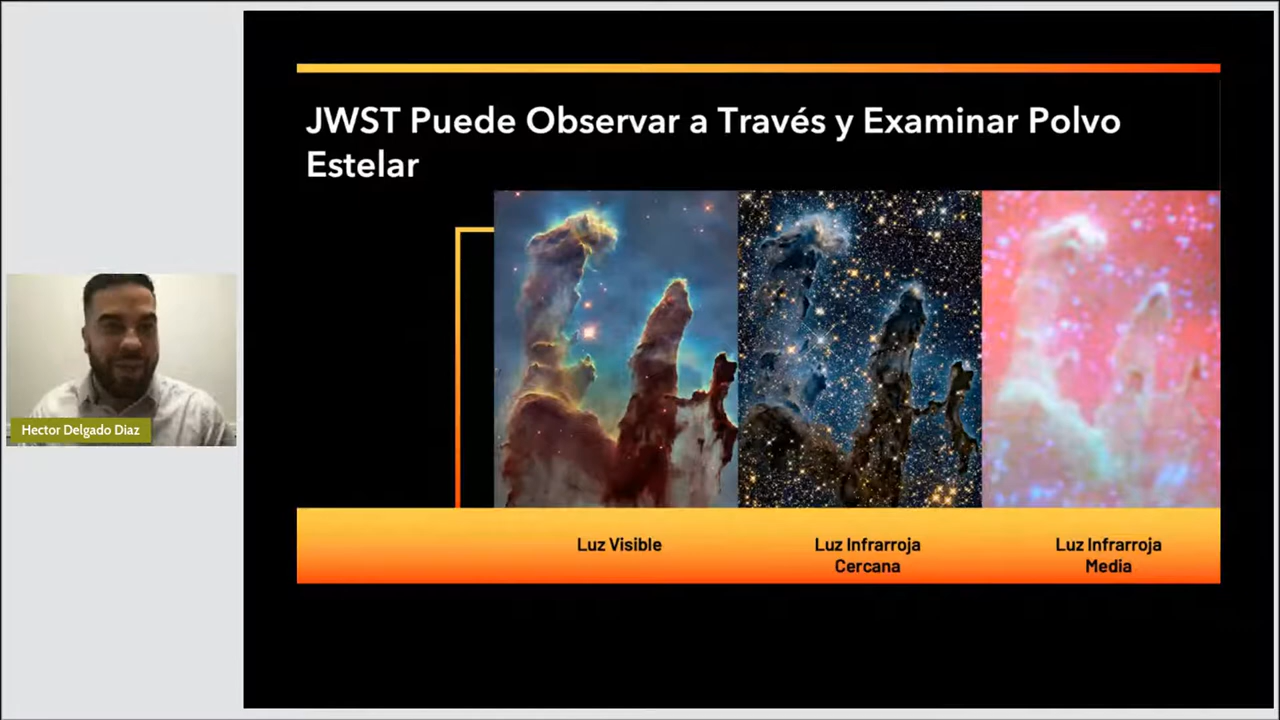 JWST Puede Observar a Través y Examinar Polvo
Estelar
Hector Delgado Diaz
Luz Visible
Luz Infrarroja
Cercana
Luz Infrarroja
Media